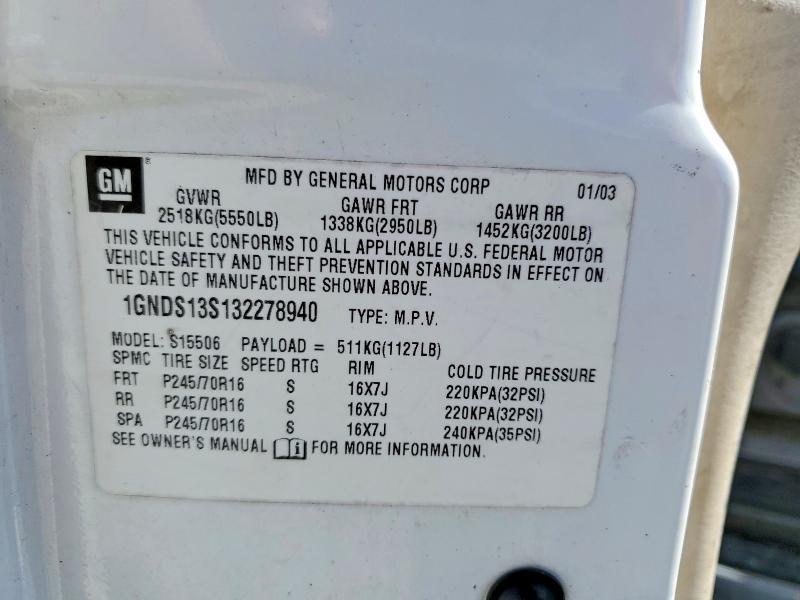 GM ® MFD BY GENERAL MOTORS CORP 01/03
GVWR GAWR FRT GAWR RR
2518KG(5550LB) 1338KG(2950LB) 1452KG(3200LB)
THIS VEHICLE CONFORMS TO ALL APPLICABLE U.S. FEDERAL MOTOR
VEHICLE SAFETY AND THEFT PREVENTION STANDARDS IN EFFECT ON
THE DATE OF MANUFACTURE SHOWN ABOVE.
1GNDS13S132278940 TYPE: M.P.V.
MODEL: S15506 PAYLOAD = 511KG(1127LB)
SPMC TIRE SIZE SPEED RTG RIM COLD TIRE PRESSURE
FRT P245/70R16 S 16X7J 220KPA(32PSI)
RR P245/70R16 S 16X7J 220KPA(32PSI)
SPA P245/70R16 S 16X7J 240KPA(35PSI)
SEE OWNER'S MANUAL i FOR MORE INFORMATION.